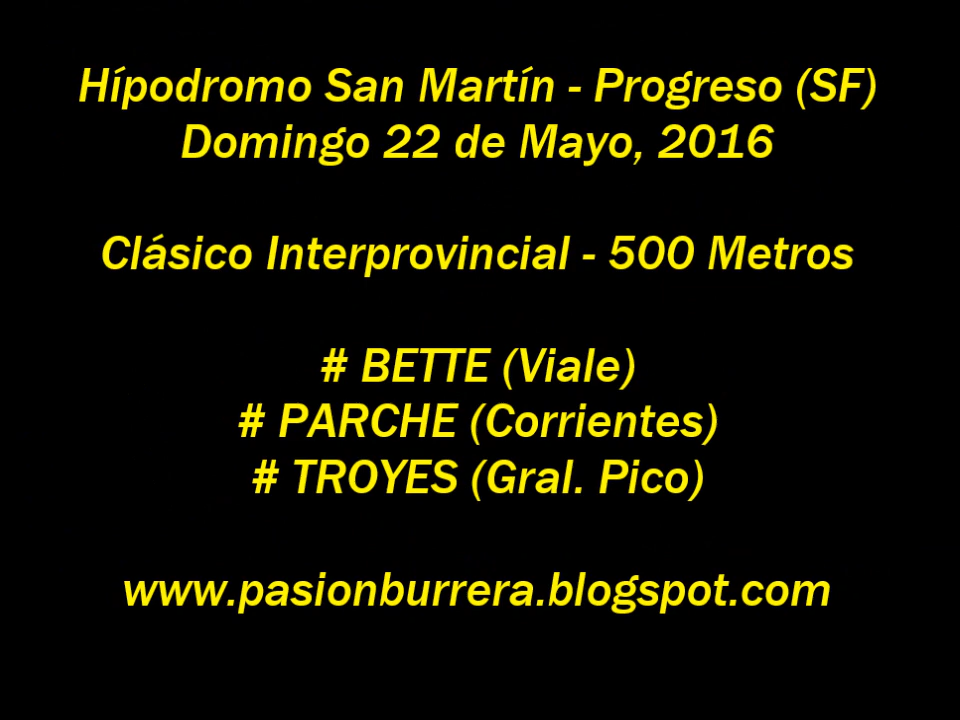 Hípodromo San Martín - Progreso (SF)
Domingo 22 de Mayo, 2016
Clásico Interprovincial - 500 Metros
# BETTE (Viale)
# PARCHE (Corrientes)
# TROYES (Gral. Pico)
www.pasionburrera.blogspot.com